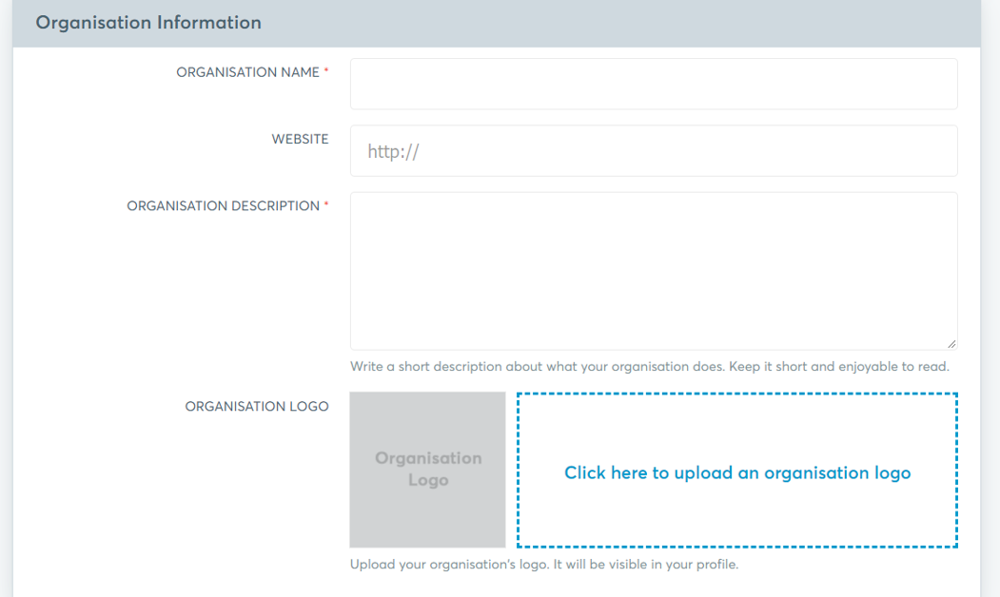 Organisation Information
ORGANISATION NAME *
WEBSITE
http://
ORGANISATION DESCRIPTION *
Write a short description about what your organisation does. Keep it short and enjoyable to read.
ORGANISATION LOGO
Organisation
Logo
Click here to upload an organisation logo
Upload your organisation's logo. It will be visible in your profile.